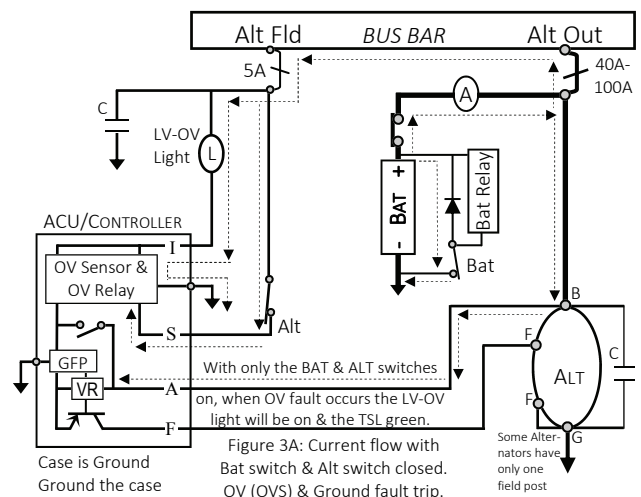 Alt Fld
BUS BAR
Alt Out
5A
40A-
100A
A
C
LV-OV
Light
L
BAT + -
Bat Relay
ACU/CONTROLLER
I
OV Sensor &
OV Relay
Bat
S
Alt
B
GFP
F
ALT
C
With only the BAT & ALT switches
VR
A
on, when OV fault occurs the LV-OV
F
F
light will be on & the TSL green.
G
Case is Ground
Ground the case
Figure 3A: Current flow with
Bat switch & Alt switch closed.
OV (OVS) & Ground fault trip.
Some Alter-
nators have
only one
field post